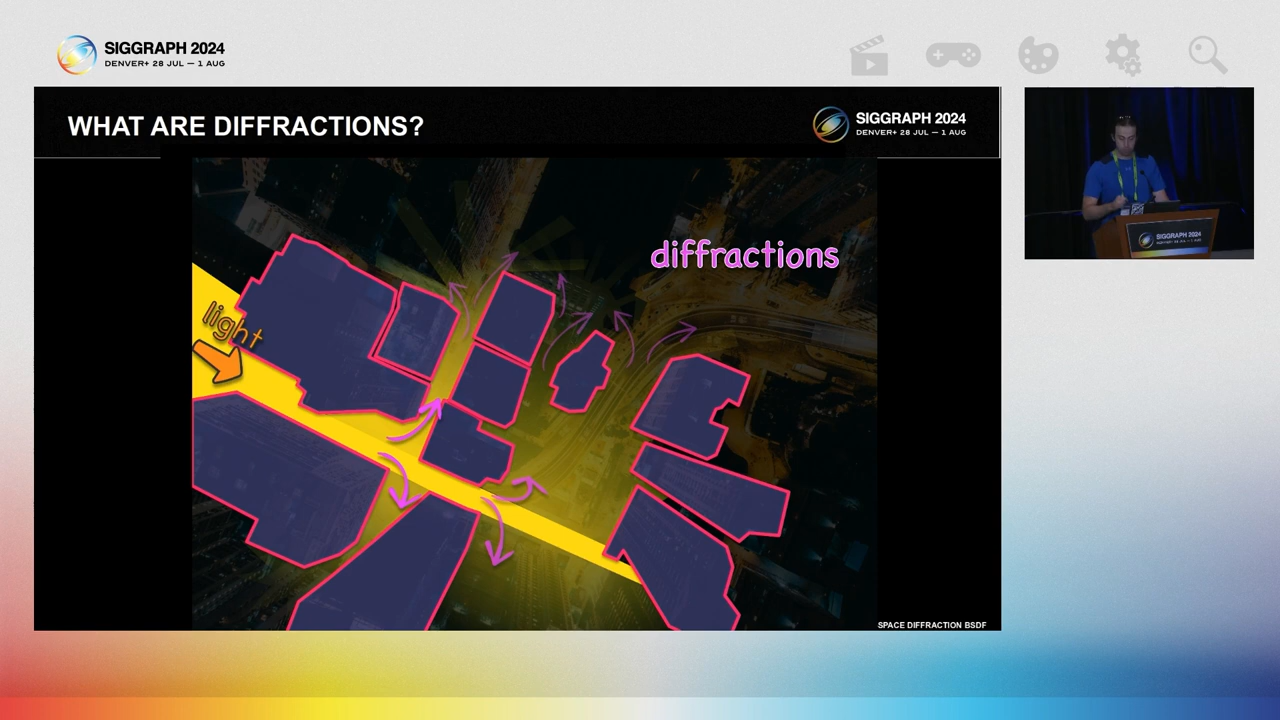 SIGGRAPH 2024
DENVER+ 28 JUL — 1 AUG
WHAT ARE DIFFRACTIONS?
SIGGRAPH 2024
DENVER+ 28 JUL — 1 AUG
diffractions
light
SIGGRAPH 2024
SPACE DIFFRACTION BSDF